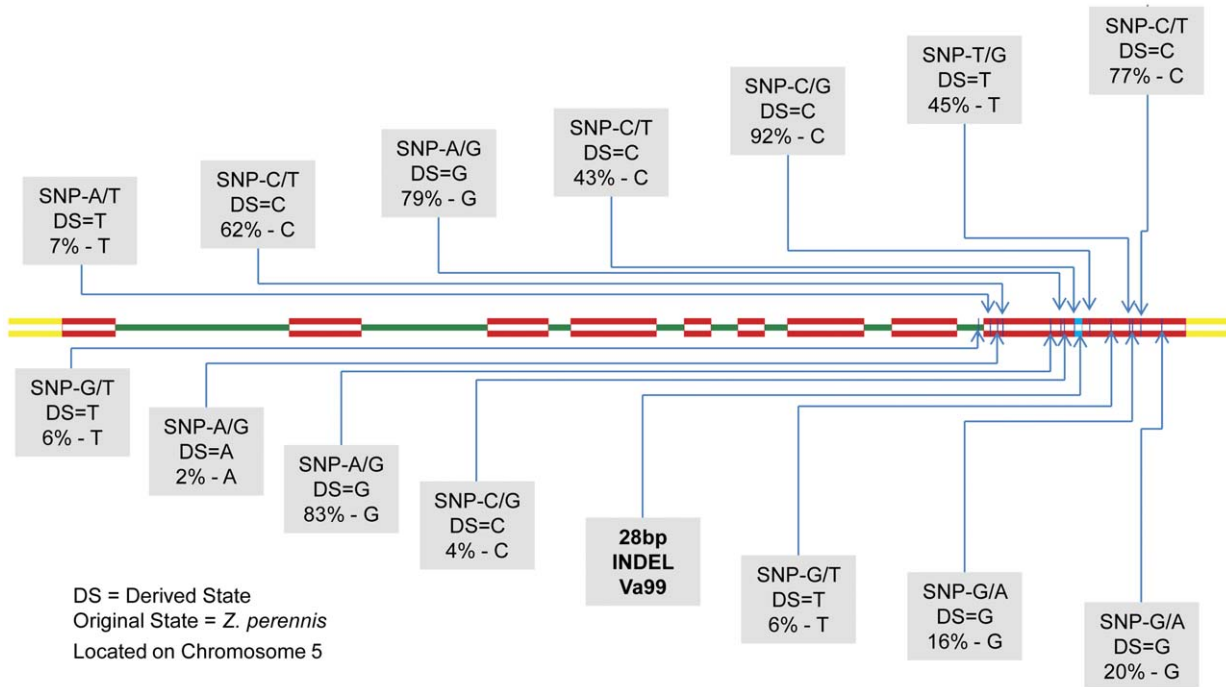 SNP-C/T
DS=C
77% - C
SNP-T/G
DS=T
45% - T
SNP-C/G
DS=C
92% - C
SNP-C/T
DS=C
43% - C
SNP-A/G
DS=G
79% - G
SNP-C/T
DS=C
62% - C
SNP-A/T
DS=T
7% - T
SNP-G/T
DS=T
6% - T
SNP-A/G
DS=A
2% - A
SNP-A/G
DS=G
83% - G
SNP-C/G
DS=C
4% - C
28bp
INDEL
Va99
SNP-G/T
DS=T
6% - T
SNP-G/A
DS=G
16% - G
SNP-G/A
DS=G
20% - G
DS = Derived State
Original State = Z. perennis
Located on Chromosome 5